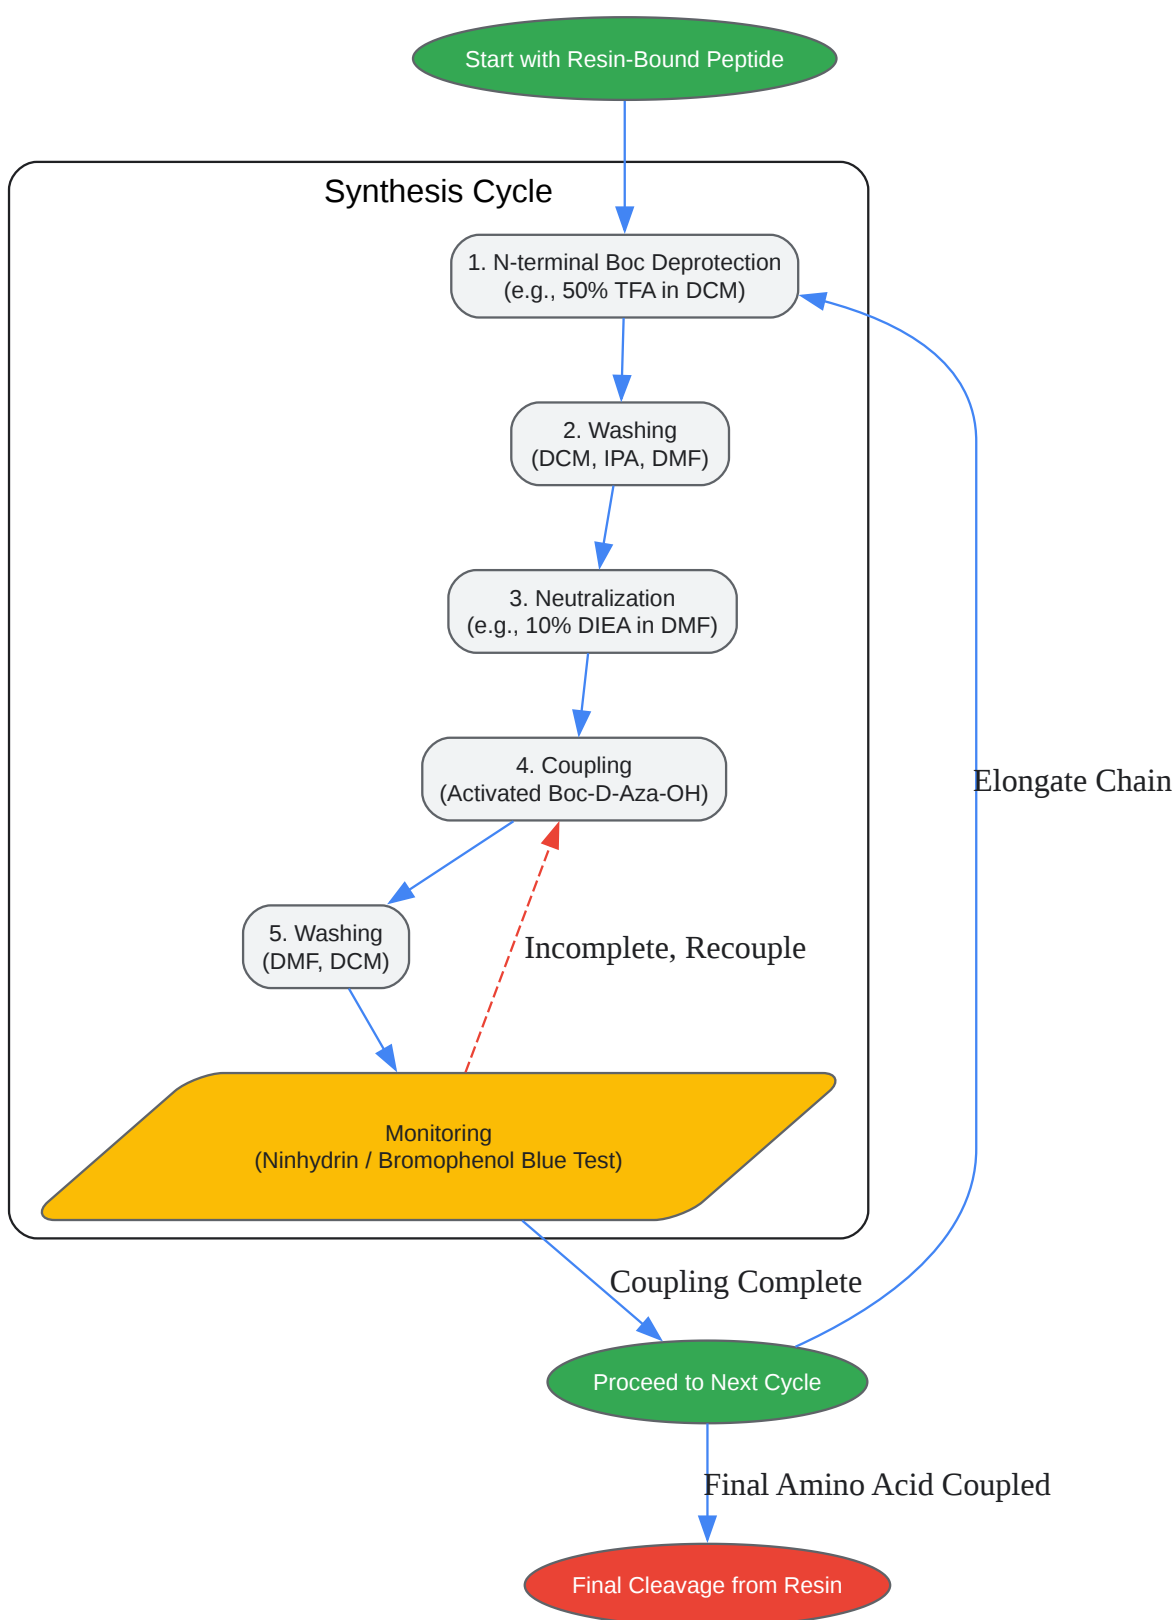 Start with Resin-Bound Peptide
Synthesis Cycle
1. N-terminal Boc Deprotection
(e.g., 50% TFA in DCM)
2. Washing
(DCM, IPA, DMF)
3. Neutralization
(e.g., 10% DIEA in DMF)
4. Coupling
(Activated Boc-D-Aza-OH)
Elongate Chain
5. Washing
(DMF, DCM)
Incomplete, Recouple
Monitoring
(Ninhydrin / Bromophenol Blue Test)
Coupling Complete
Proceed to Next Cycle
Final Amino Acid Coupled
Final Cleavage from Resin